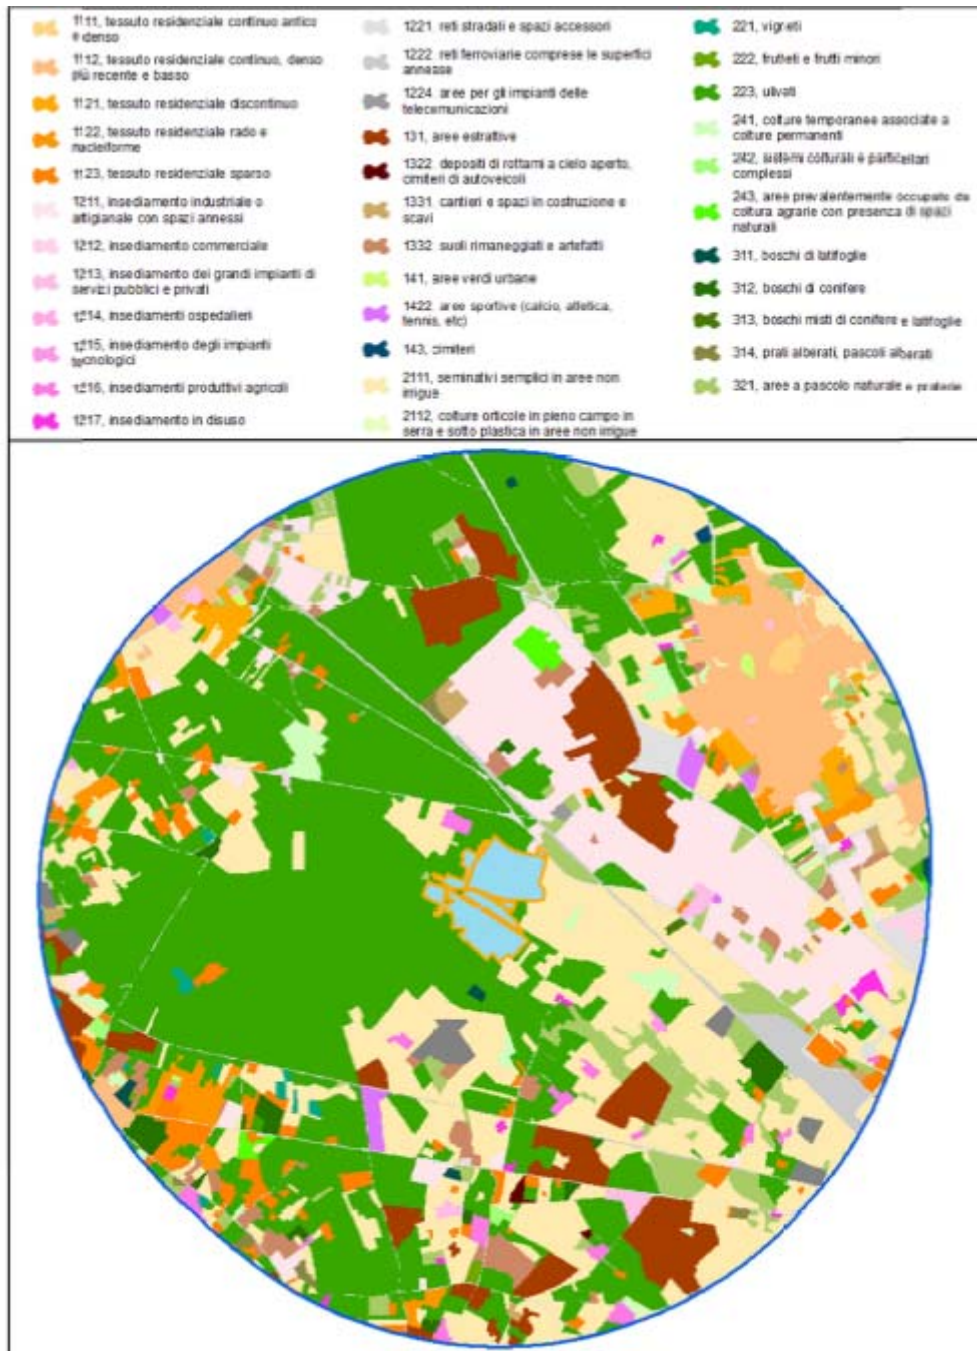 1111, tessuto residenziale continuo antico
e denso
1112, tessuto residenziale continuo, denso
più recente e basso
1121, tessuto residenziale discontinuo
1122, tessuto residenziale rado e
nucleiforme
1123, tessuto residenziale sparso
1211, insediamento industriale o
artigianale con spazi annessi
1212, insediamento commerciale
1213, insediamento dei grandi impianti di
servizi pubblici e privati
1214, insediamenti ospedalieri
1215, insediamento degli impianti
tecnologici
1216, insediamenti produttivi agricoli
1217, insediamento in disuso
1221, reti stradali e spazi accessori
1222, reti ferroviarie comprese le superfici
annesse
1224, aree per gli impianti delle
telecomunicazioni
131, aree estrattive
1322, depositi di rottami a cielo aperto,
cimiteri di autoveicoli
1331, cantieri e spazi in costruzione e
scavi
1332, suoli rimaneggiati e artefatti
141, aree verdi urbane
1422, aree sportive (calcio, atletica,
tennis, etc)
143, cimiteri
2111, seminativi semplici in aree non
irrigue
2112, colture orticole in pieno campo in
serra e sotto plastica in aree non irrigue
221, vigneti
222, frutteti e frutti minori
223, uliveti
241, colture temporanee associate a
colture permanenti
242, sistemi colturali e particellari
complessi
243, aree prevalentemente occupate da
coltura agrarie con presenza di spazi
naturali
311, boschi di latifoglie
312, boschi di conifere
313, boschi misti di conifere e latifoglie
314, prati alberati, pascoli alberati
321, aree a pascolo naturale e praterie